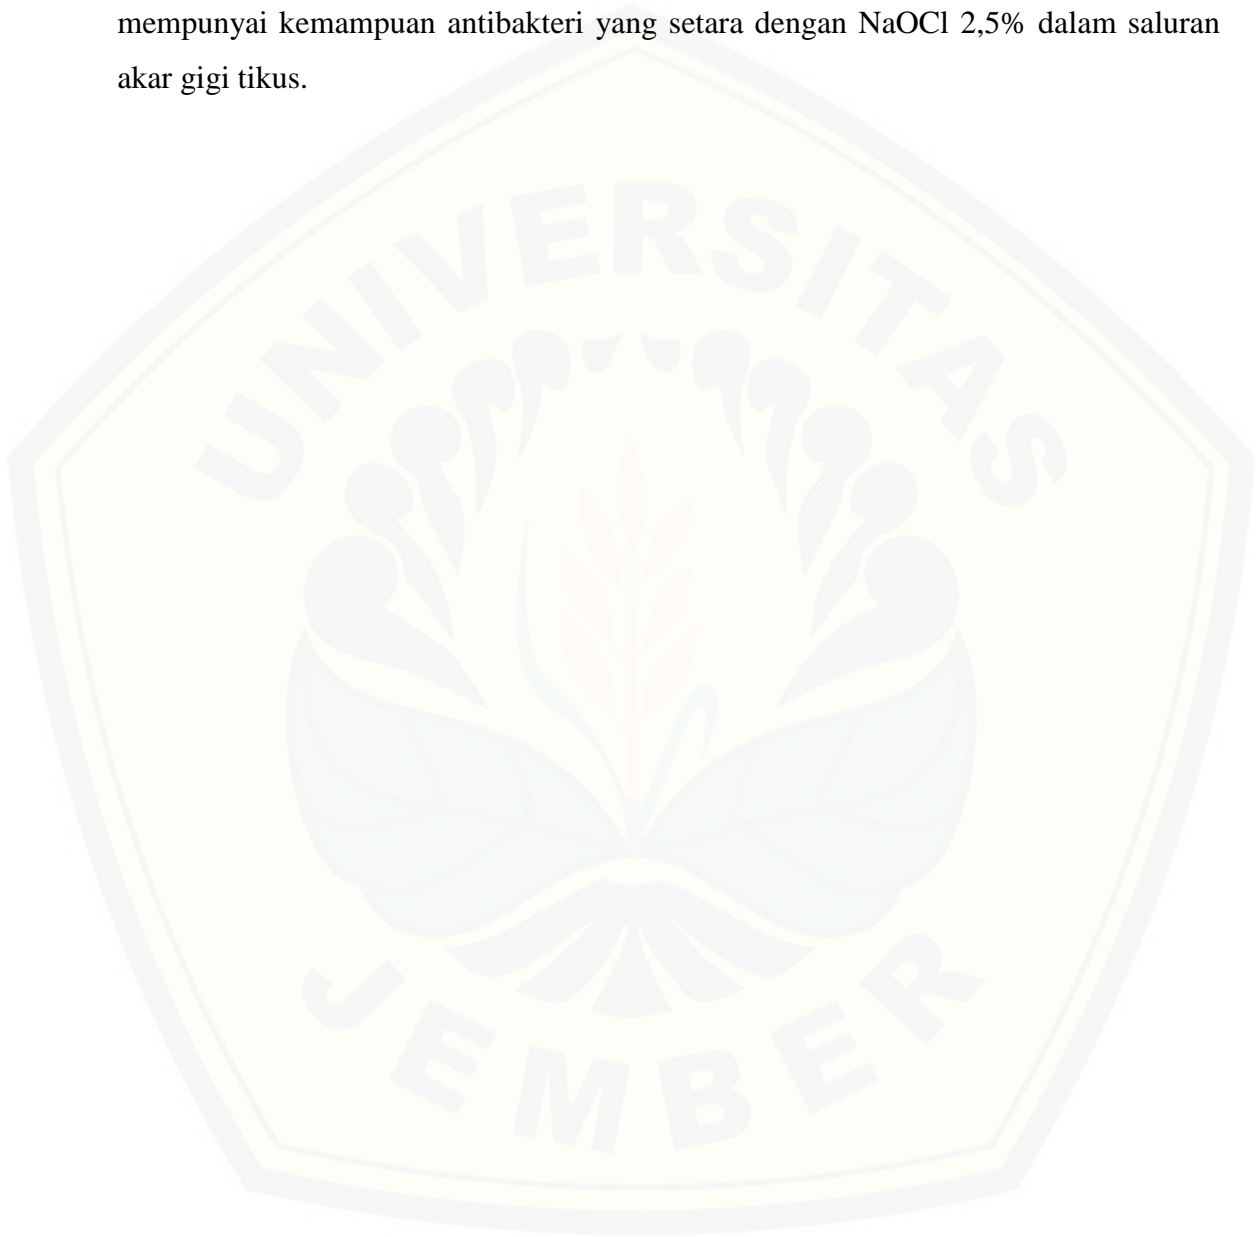 mempunyai kemampuan antibakteri yang setara dengan NaOCl 2,5% dalam saluran
akar gigi tikus.
UNIVERSITAS
JEMBER